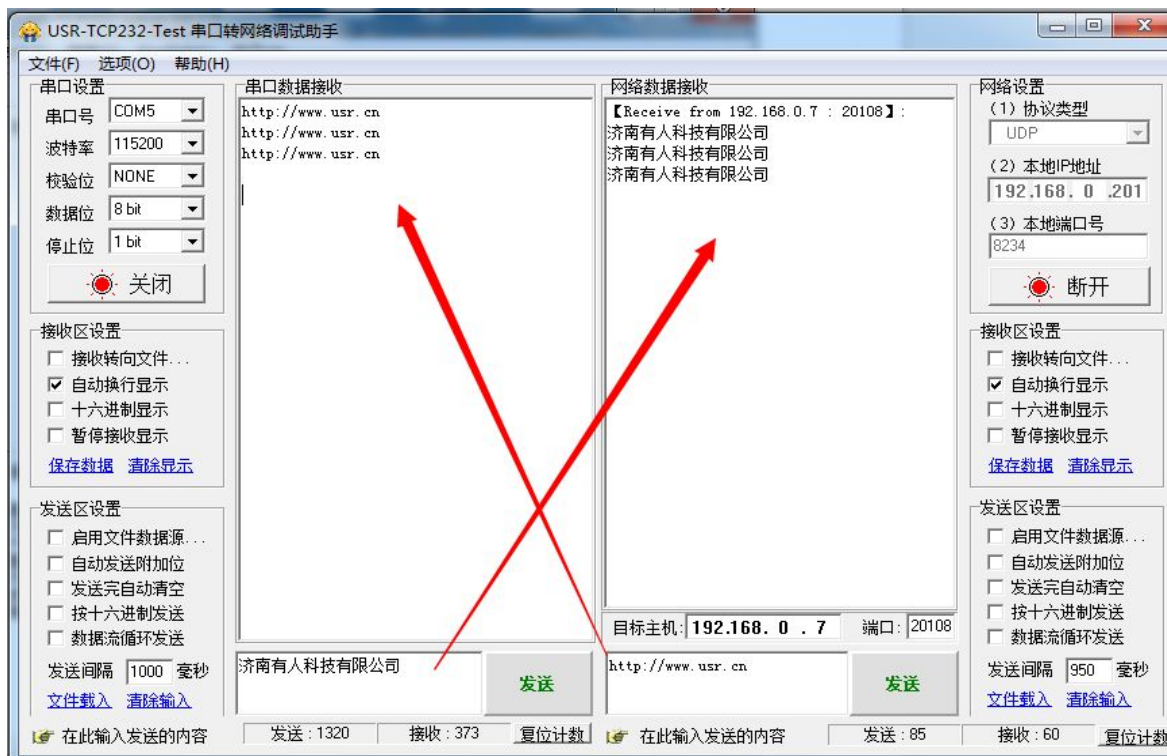 USR-TCP232-Test 串口转网络调试助手
文件(F) 选项(O) 帮助(H)
串口设置
串口号 COM5
波特率 115200
校验位 NONE
数据位 8 bit
停止位 1 bit
关闭
接收区设置
接收转向文件...
自动换行显示
十六进制显示
暂停接收显示
保存数据 清除显示
发送区设置
启用文件数据源...
自动发送附加位
发送完自动清空
按十六进制发送
数据流循环发送
发送间隔 1000 毫秒
文件载入 清除输入
串口数据接收
http://www.usr.cn
http://www.usr.cn
http://www.usr.cn
济南有人科技有限公司
发送
网络数据接收
【Receive from 192.168.0.7 : 20108】:
济南有人科技有限公司
济南有人科技有限公司
济南有人科技有限公司
目标主机: 192.168. 0 . 7 端口: 20108
http://www.usr.cn
发送
网络设置
(1) 协议类型
UDP
(2) 本地IP地址
192.168. 0 .201
(3) 本地端口号
8234
断开
接收区设置
接收转向文件...
自动换行显示
十六进制显示
暂停接收显示
保存数据 清除显示
发送区设置
启用文件数据源...
自动发送附加位
发送完自动清空
按十六进制发送
数据流循环发送
发送间隔 950 毫秒
文件载入 清除输入
在此输入发送的内容 发送:1320 接收:373 复位计数
在此输入发送的内容 发送:85 接收:60 复位计数